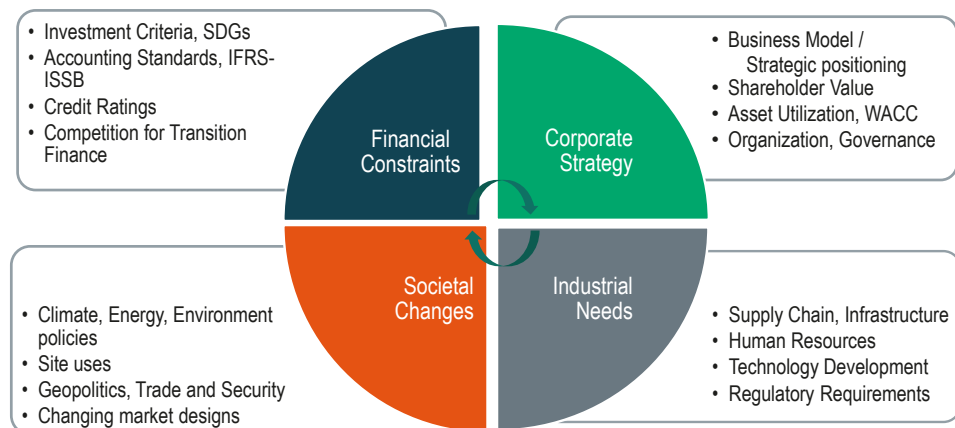 • Investment Criteria, SDGs
• Accounting Standards, IFRS-
ISSB
• Credit Ratings
• Competition for Transition
Finance
Financial
Constraints
Corporate
Strategy
• Business Model /
Strategic positioning
• Shareholder Value
• Asset Utilization, WACC
• Organization, Governance
• Climate, Energy, Environment
policies
• Site uses
• Geopolitics, Trade and Security
• Changing market designs
Societal
Changes
Industrial
Needs
• Supply Chain, Infrastructure
• Human Resources
• Technology Development
• Regulatory Requirements